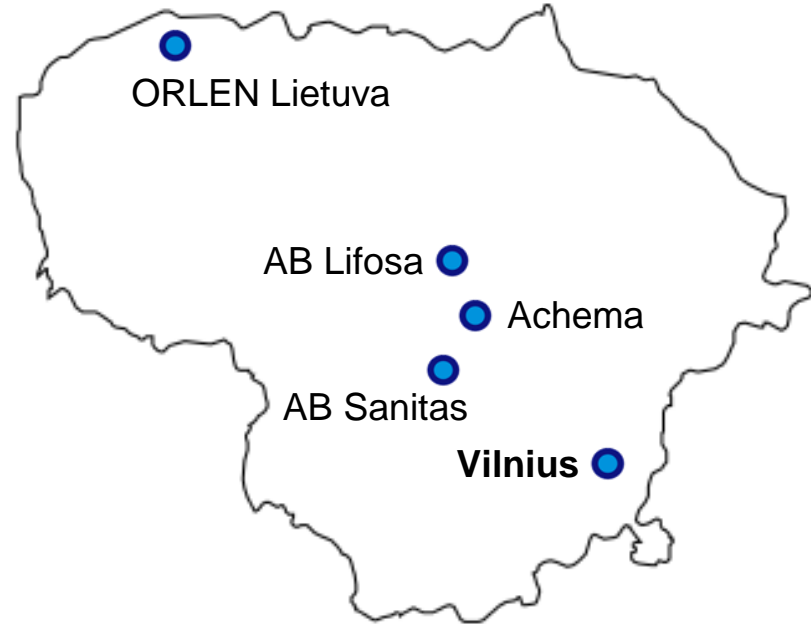 ORLEN Lietuva
AB Lifosa
Achema
AB Sanitas
Vilnius